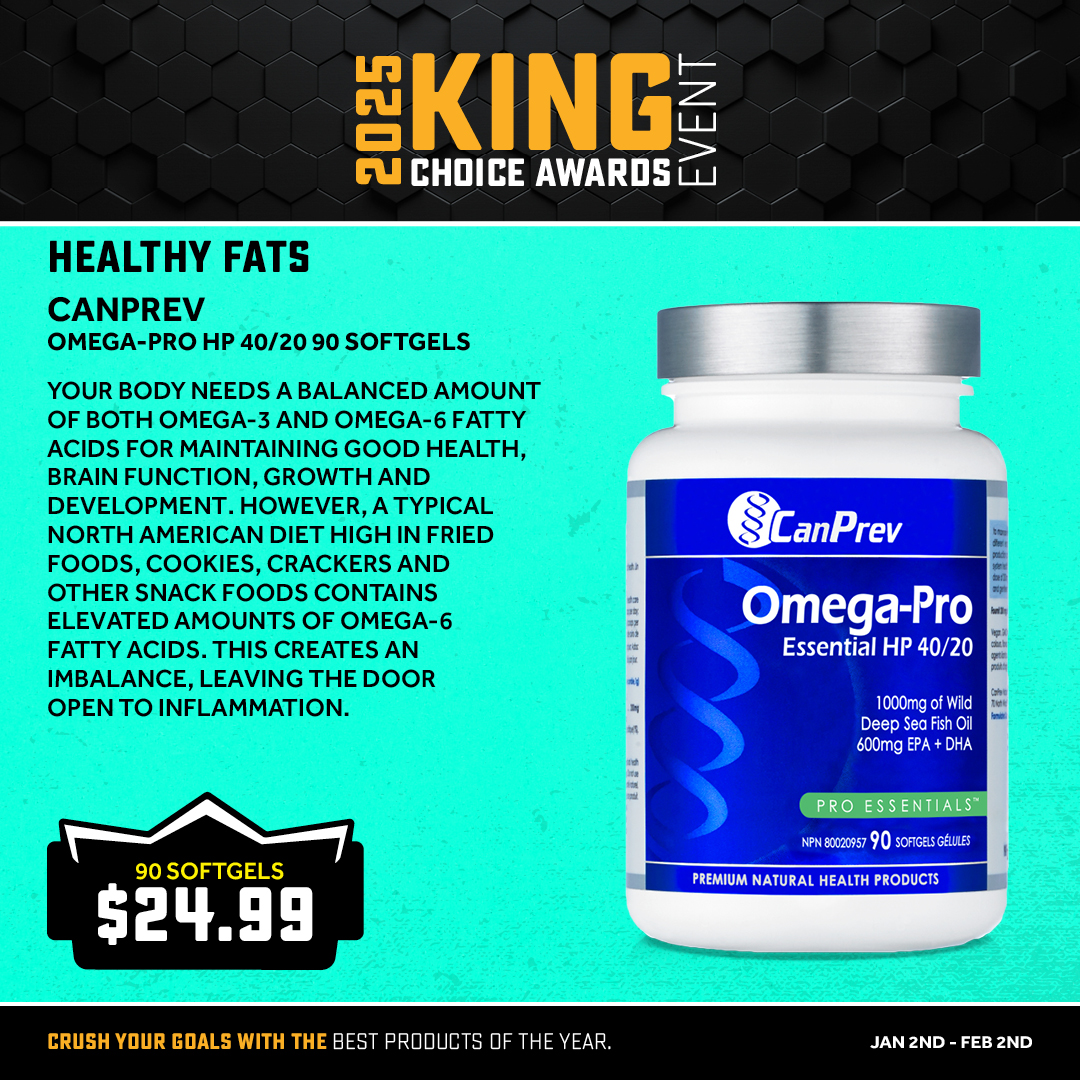 2025
KING
CHOICE AWARDS
EVENT
HEALTHY FATS
CANPREV
OMEGA-PRO HP 40/20 90 SOFTGELS
YOUR BODY NEEDS A BALANCED AMOUNT
OF BOTH OMEGA-3 AND OMEGA-6 FATTY
ACIDS FOR MAINTAINING GOOD HEALTH,
BRAIN FUNCTION, GROWTH AND
DEVELOPMENT. HOWEVER, A TYPICAL
NORTH AMERICAN DIET HIGH IN FRIED
FOODS, COOKIES, CRACKERS AND
OTHER SNACK FOODS CONTAINS
ELEVATED AMOUNTS OF OMEGA-6
FATTY ACIDS. THIS CREATES AN
IMBALANCE, LEAVING THE DOOR
OPEN TO INFLAMMATION.
90 SOFTGELS
$24.99
CanPrev
Omega-Pro
Essential HP 40/20
1000mg of Wild
Deep Sea Fish Oil
600mg EPA + DHA
PRO ESSENTIALS™
NPN 80020957 90 SOFTGELS GÉLULES
PREMIUM NATURAL HEALTH PRODUCTS
CRUSH YOUR GOALS WITH THE BEST PRODUCTS OF THE YEAR.
JAN 2ND - FEB 2ND